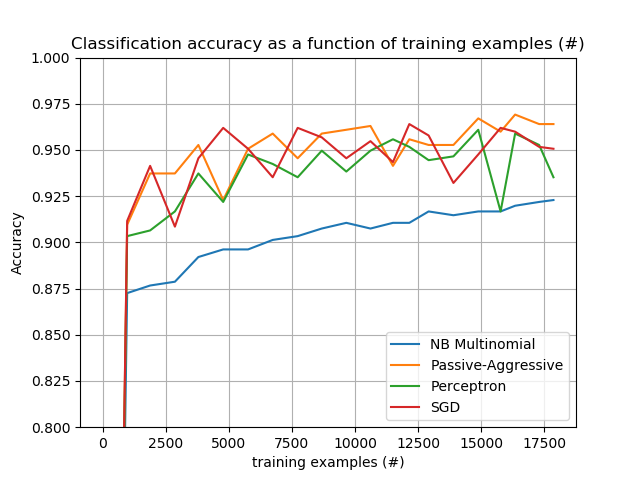 Classification accuracy as a function of training examples (#)
1.000
0.975
0.950
0.925
0.900
0.875
0.850
0.825
0.800
Accuracy
NB Multinomial
Passive-Aggressive
Perceptron
SGD
0 2500 5000 7500 10000 12500 15000 17500
training examples (#)